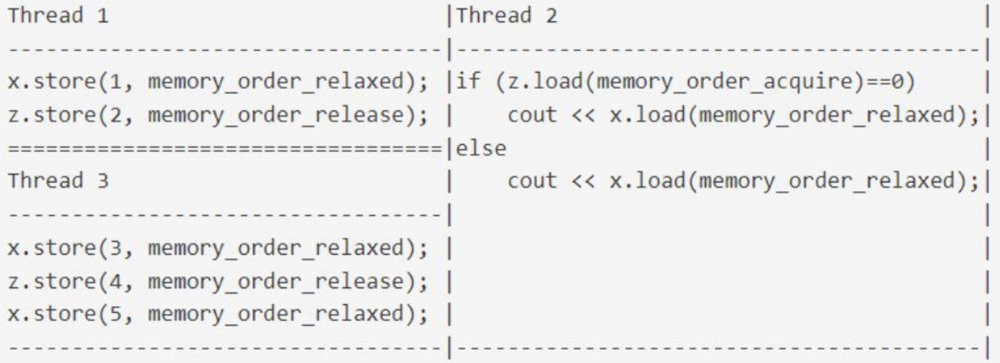 Thread 1                          |Thread 2                                 |
----------------------------------|-----------------------------------------|
x.store(1, memory_order_relaxed); |if (z.load(memory_order_acquire)==0)     |
z.store(2, memory_order_release); |    cout << x.load(memory_order_relaxed);|
==================================|else                                     |
Thread 3                          |    cout << x.load(memory_order_relaxed);|
----------------------------------|                                         |
x.store(3, memory_order_relaxed); |                                         |
z.store(4, memory_order_release); |                                         |
x.store(5, memory_order_relaxed); |                                         |
----------------------------------|-----------------------------------------|